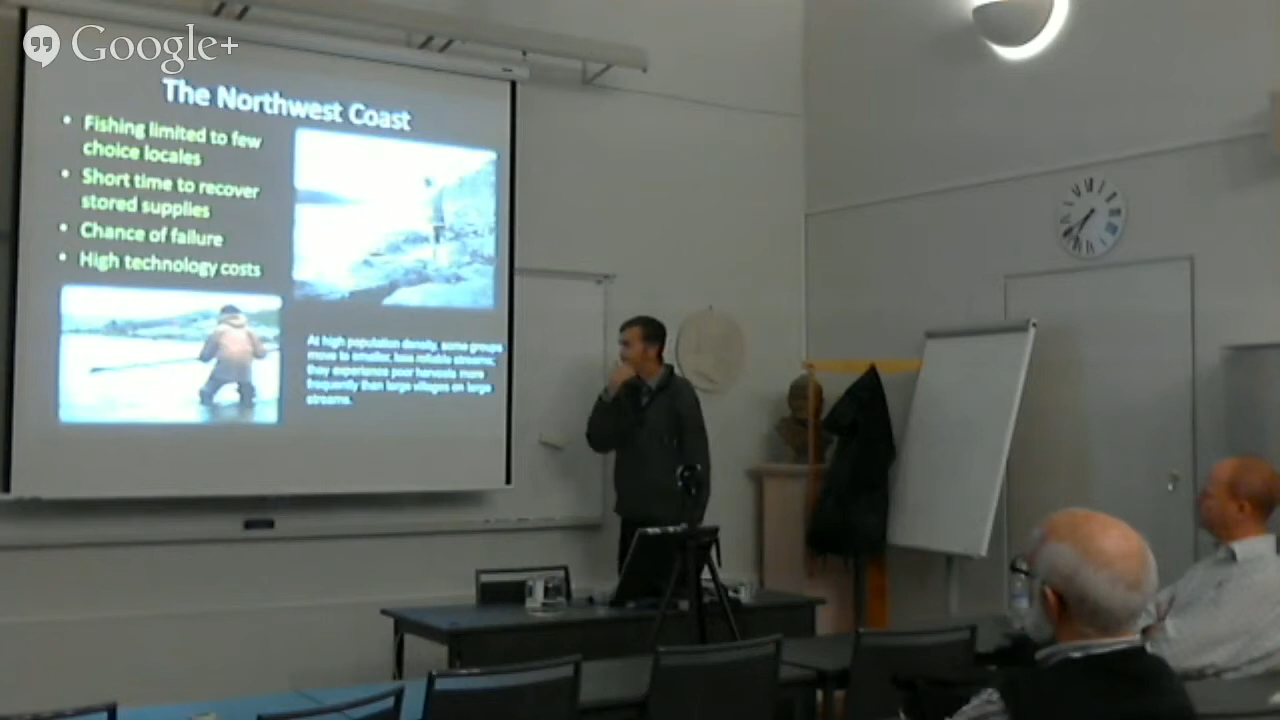 Google+
The Northwest Coast
• Fishing limited to few
choice locales
• Short time to recover
stored supplies
• Chance of failure
• High technology costs
At high population density, some groups
move to smaller, less reliable streams;
they experience poor harvests more
frequently than large villages on large
streams.